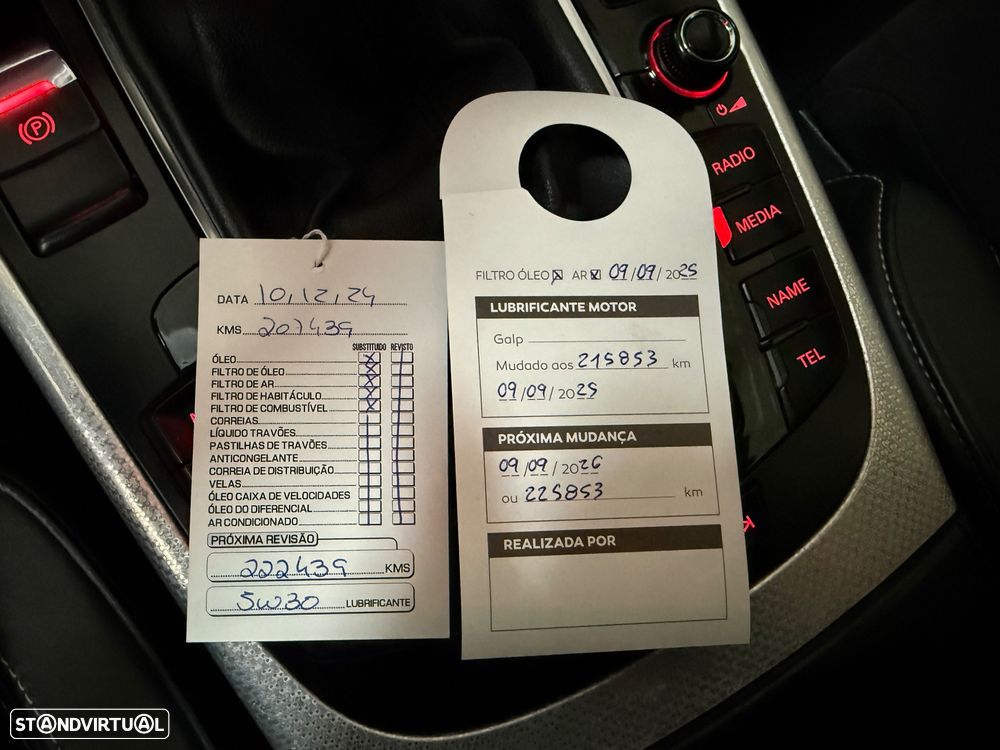 DATA 10,12,24
KMS 207439
SUBSTITUIDO REVISTO
ÓLEO
FILTRO DE ÓLEO
FILTRO DE AR
FILTRO DE HABITÁCULO
FILTRO DE COMBUSTÍVEL
CORREIAS
LÍQUIDO TRAVÕES
PASTILHAS DE TRAVÕES
ANTICONGELANTE
CORREIA DE DISTRIBUIÇÃO
VELAS
ÓLEO CAIXA DE VELOCIDADES
ÓLEO DO DIFERENCIAL
AR CONDICIONADO
PRÓXIMA REVISÃO
222439 KMS
5W30 LUBRIFICANTE
FILTRO ÓLEO AR 09/09/2025
LUBRIFICANTE MOTOR
Galp
Mudado aos 215853 km
09/09/2025
PRÓXIMA MUDANÇA
09/09/2026
ou 225853 km
REALIZADA POR
RADIO
MEDIA
NAME
TEL
P
STANDVIRTUAL